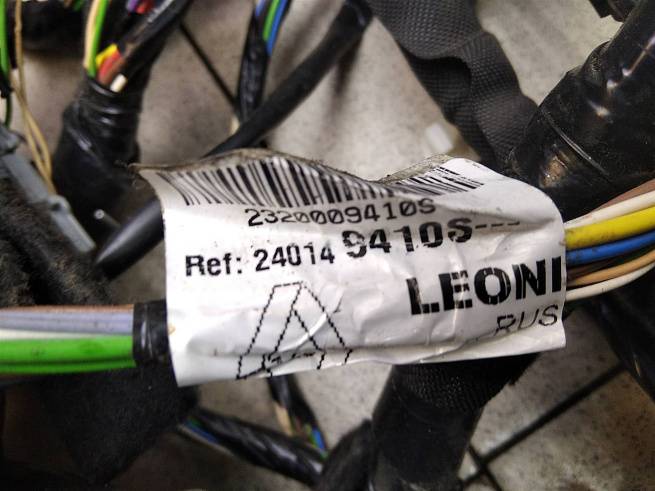 2320009410S
Ref: 24014 9410S---
LEONI
RUS